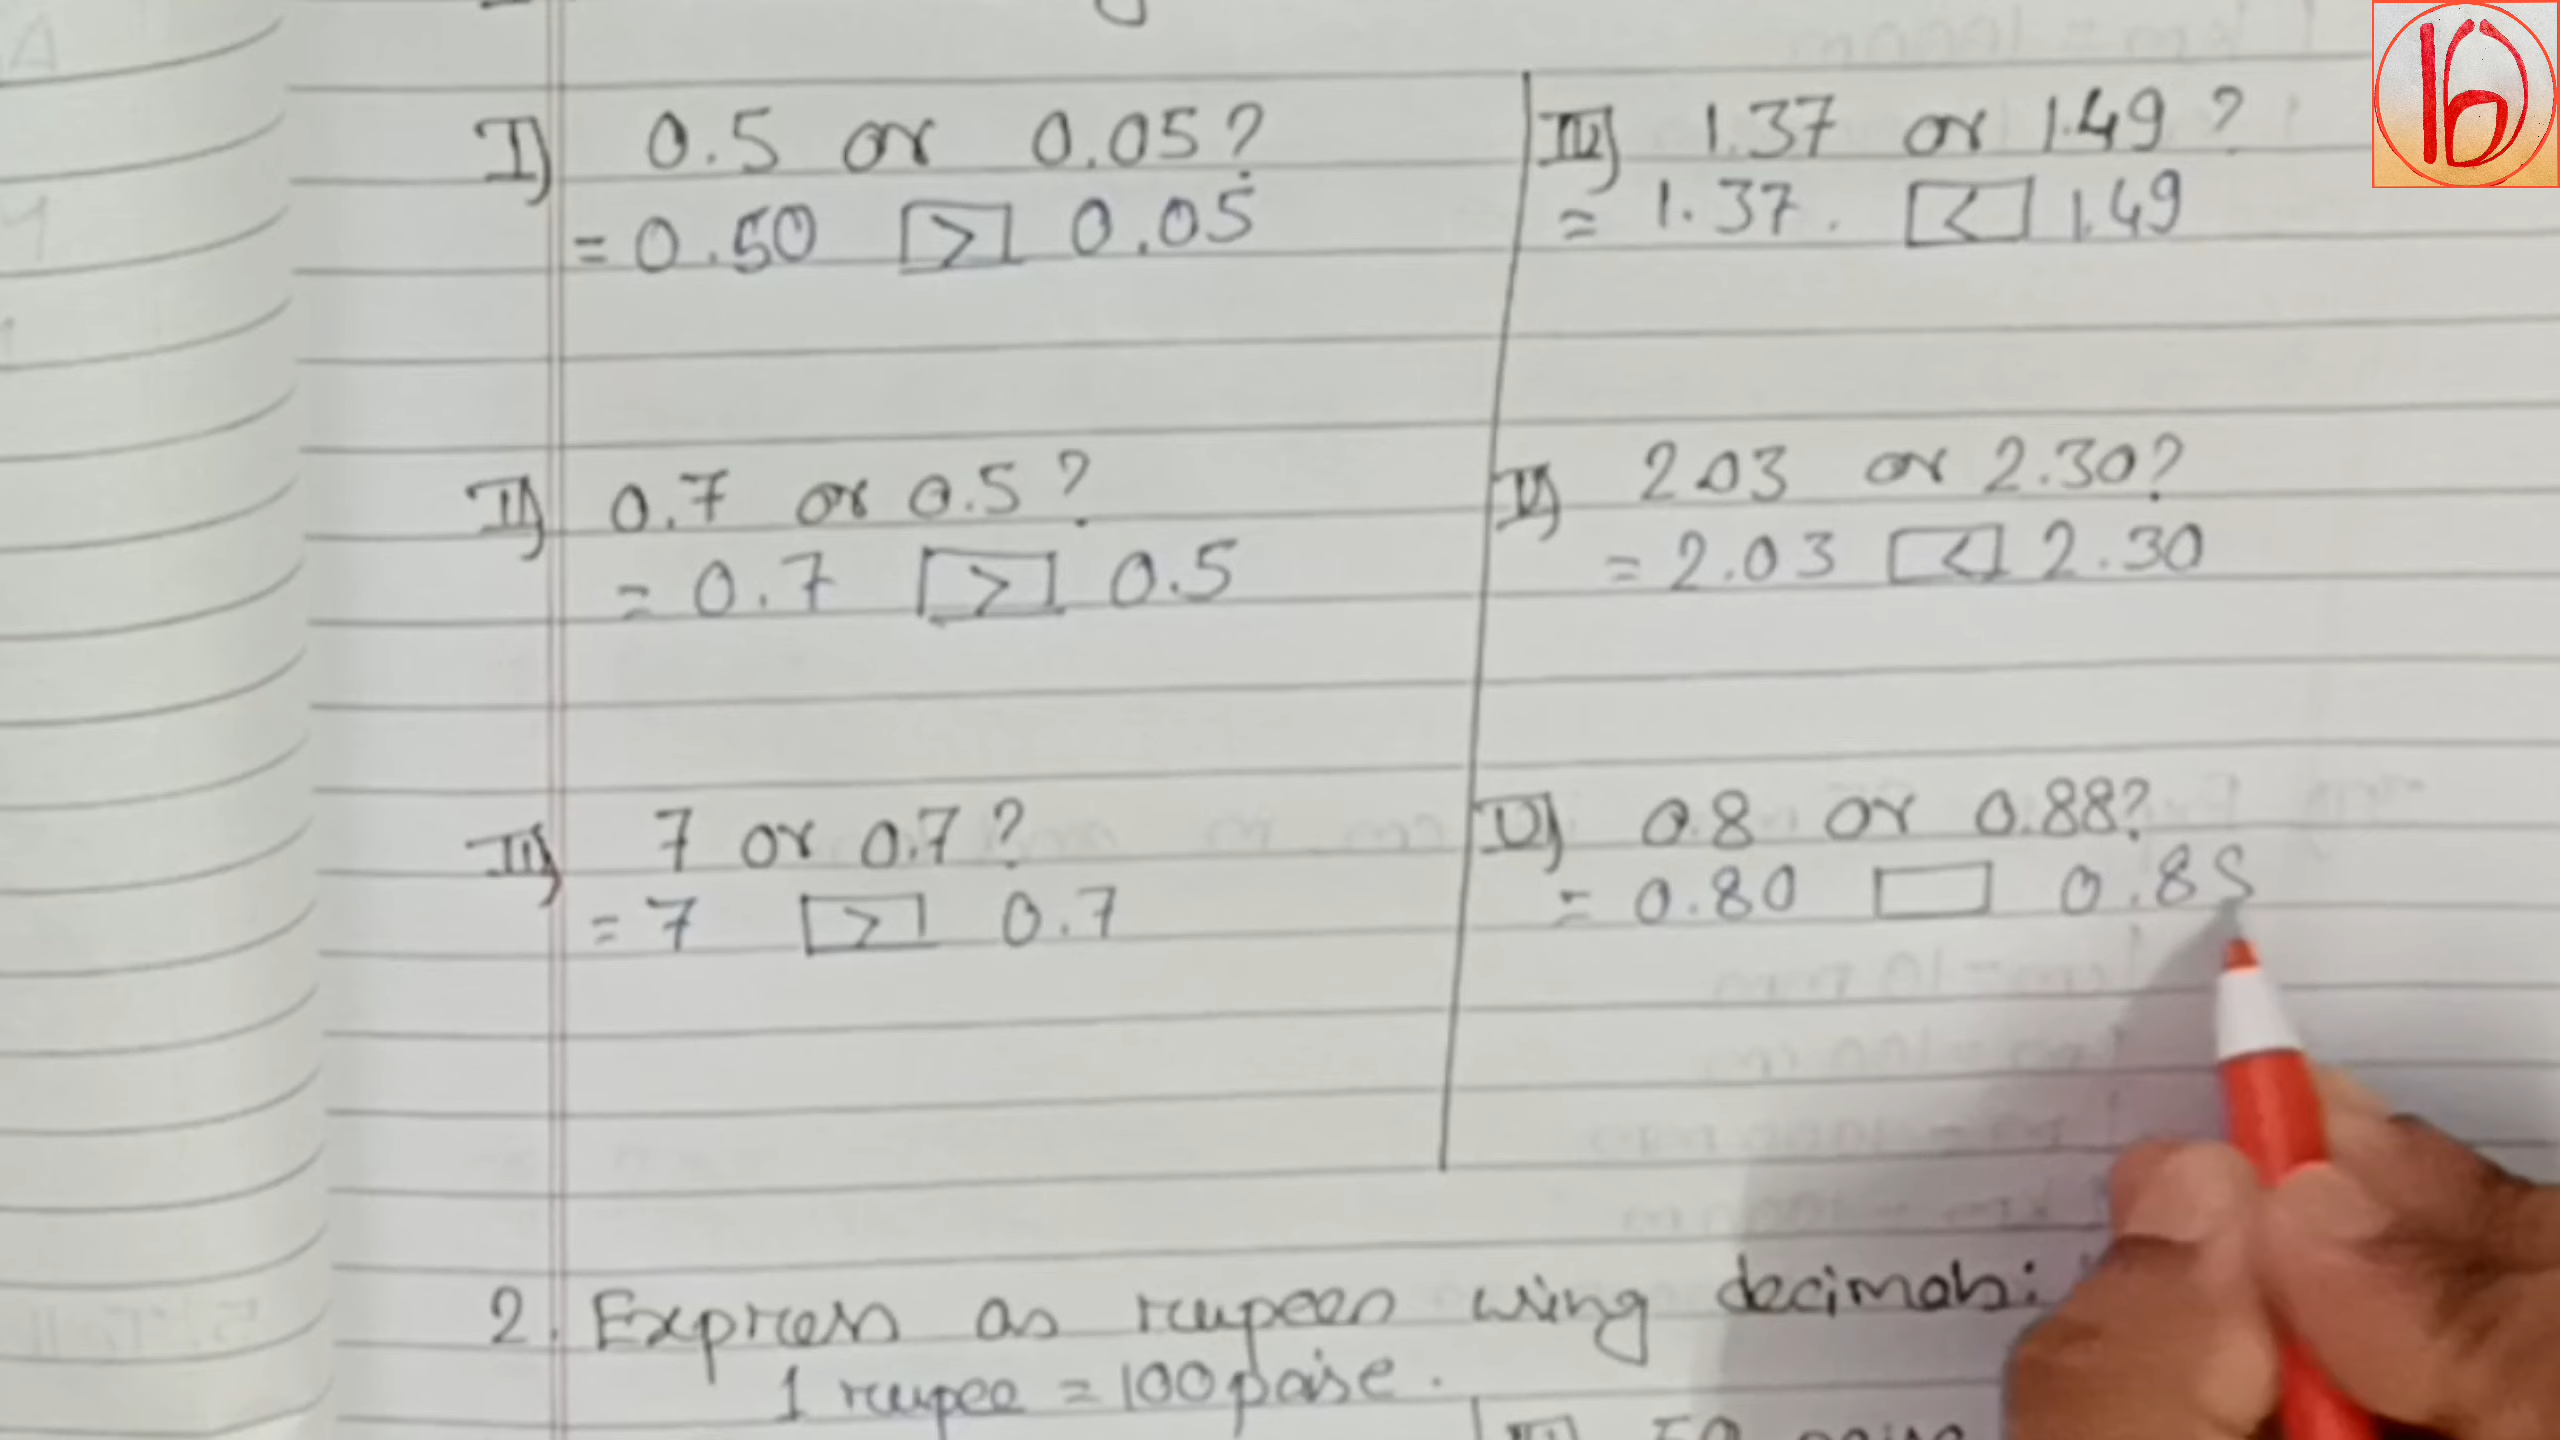 I) 0.5 or 0.05?
= 0.50 > 0.05
II) 0.7 or 0.5?
= 0.7 > 0.5
III) 7 or 0.7?
= 7 > 0.7
IV) 1.37 or 1.49?
= 1.37. < 1.49
V) 2.03 or 2.30?
= 2.03 < 2.30
0.8 or 0.88?
= 0.80 0.8
2. Express as rupees using decimals:
1 rupee = 100 paise.